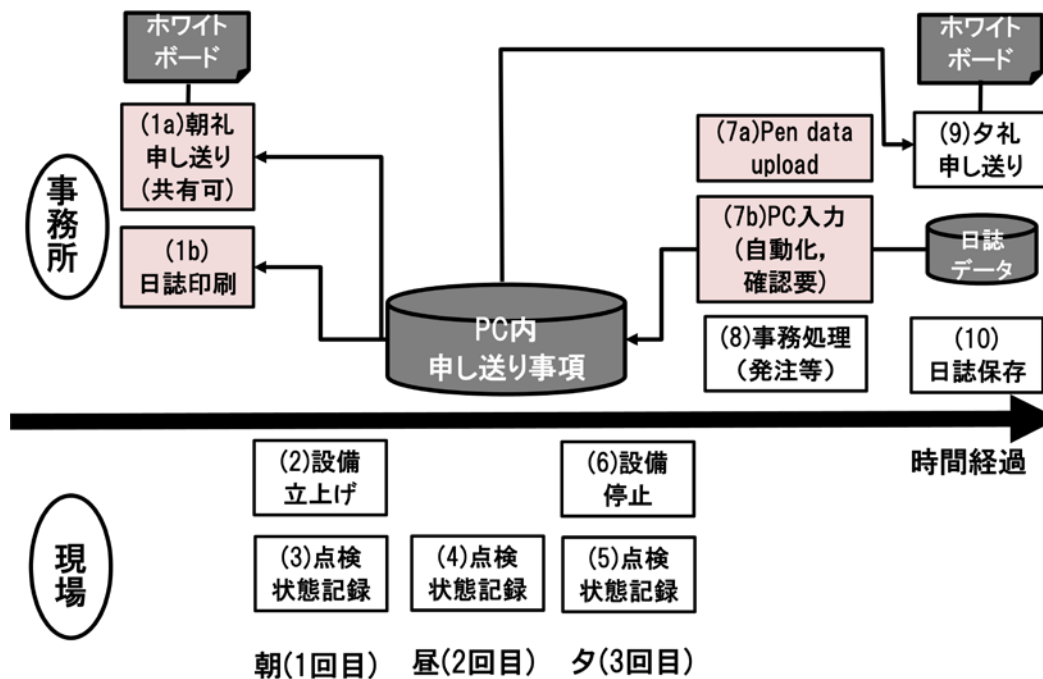 ホワイト
ボード
ホワイト
ボード
(1a)朝礼
申し送り
(共有可)
(7a)Pen data
upload
(9)夕礼
申し送り
事務所
(1b)
日誌印刷
(7b)PC入力
(自動化,
確認要)
日誌
データ
PC内
申し送り事項
(8)事務処理
(発注等)
(10)
日誌保存
時間経過
(2)設備
立上げ
(6)設備
停止
現場
(3)点検
状態記録
(4)点検
状態記録
(5)点検
状態記録
朝(1回目)
昼(2回目)
夕(3回目)